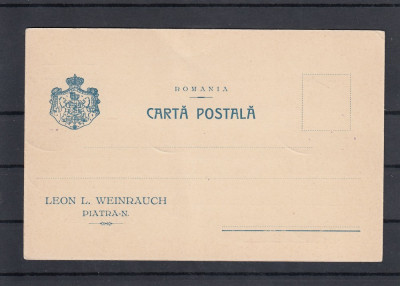 ROMANIA
CARTĂ POSTALĂ
LEON L. WEINRAUCH
PIATRA-N.